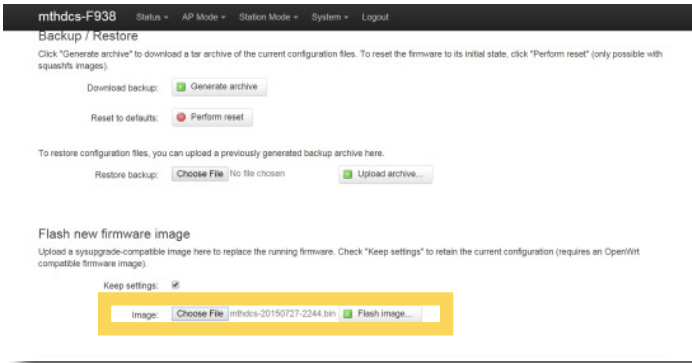 mthdcs-F938 Status AP Mode Station Mode System Logout
Backup / Restore
Click "Generate archive" to download a tar archive of the current configuration files. To reset the firmware to its initial state, click "Perform reset" (only possible with
squashfs images).
Download backup: Generate archive
Reset to defaults: Perform reset
To restore configuration files, you can upload a previously generated backup archive here.
Restore backup: Choose File No file chosen Upload archive...
Flash new firmware image
Upload a sysupgrade-compatible image here to replace the running firmware. Check "Keep settings" to retain the current configuration (requires an OpenWrt
compatible firmware image).
Keep settings:
Image: Choose File mthdcs-20150727-2244.bin Flash image...